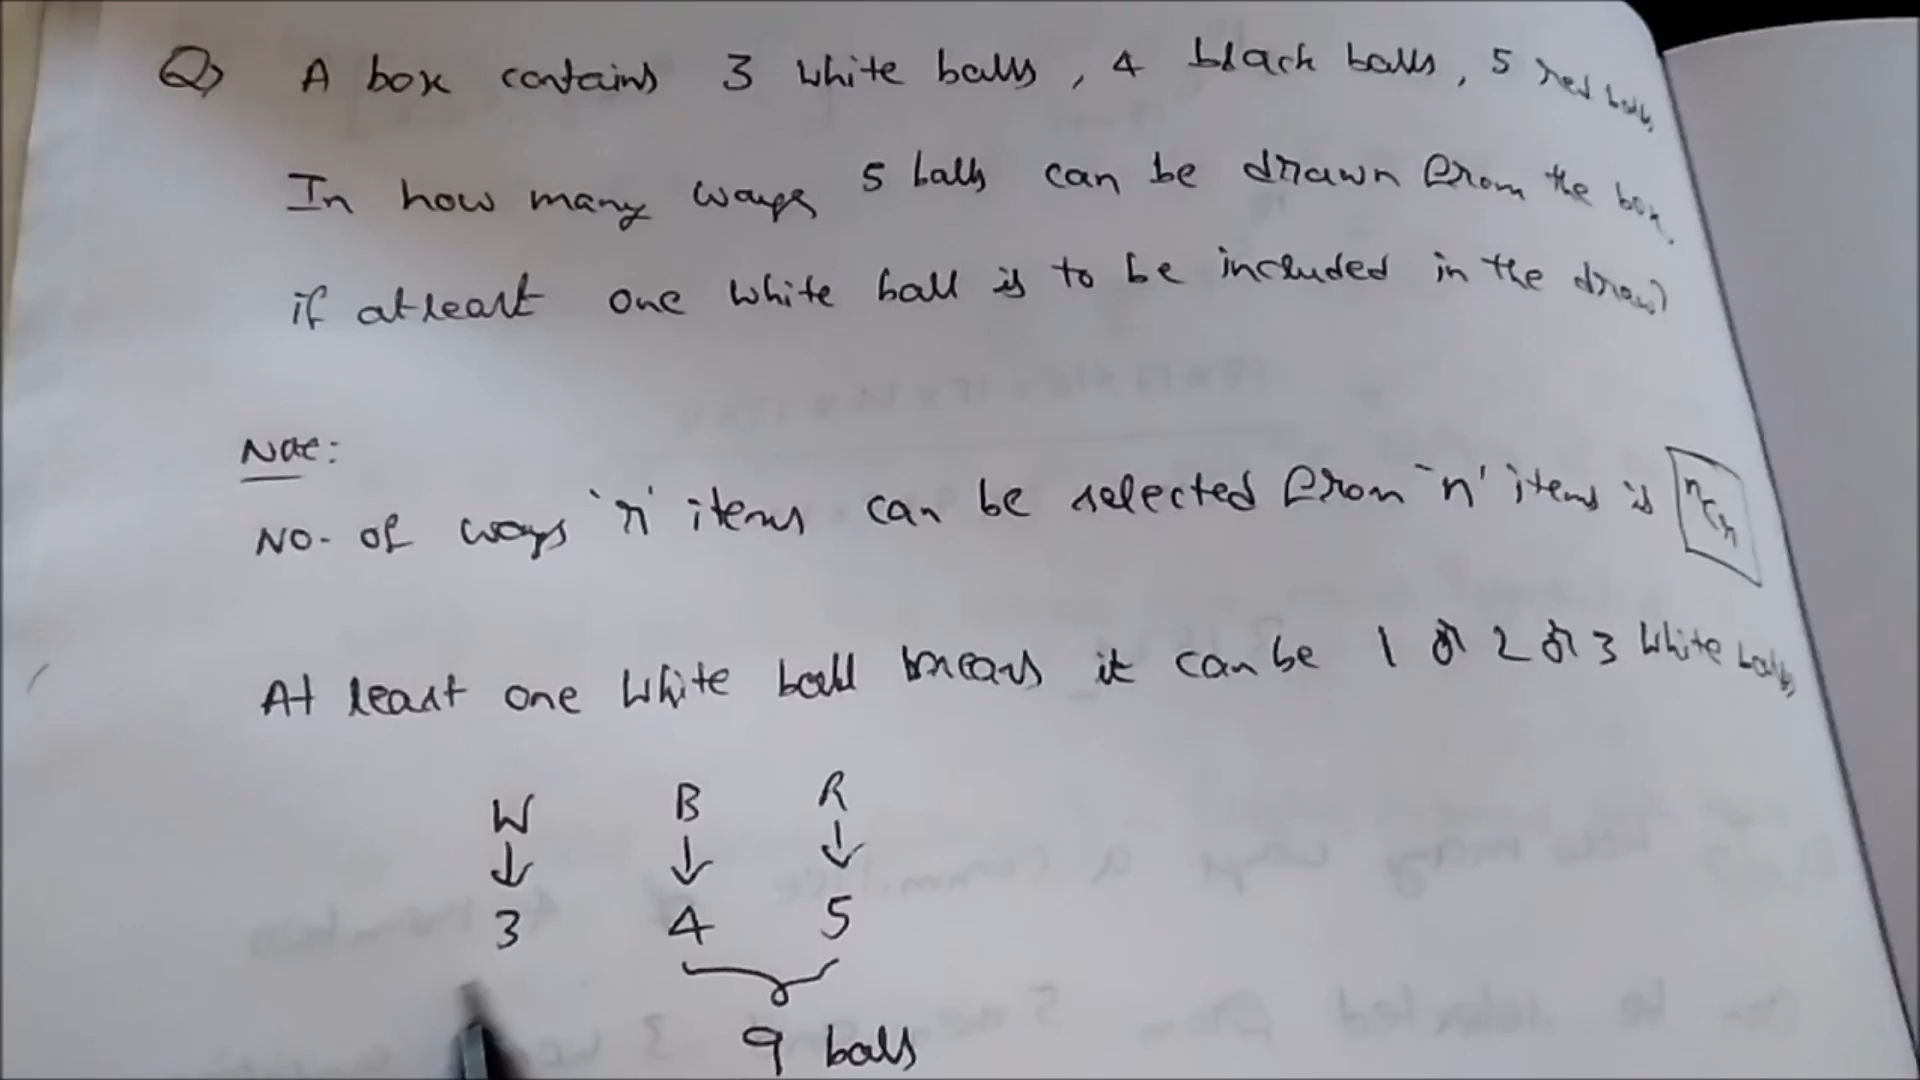 Q) A box contains 3 white balls, 4 black balls, 5 red balls.
In how many ways 5 balls can be drawn from the box,
if atleast one white ball is to be included in the draw?
Note:
No. of ways 'r' items can be selected from 'n' items is nCr
At least one white ball means it can be 1 or 2 or 3 white balls
W B R
↓ ↓ ↓
3 4 5
9 balls